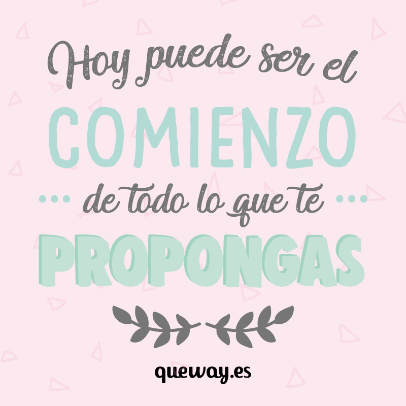 Hoy puede ser el
COMIENZO
de todo lo que te
PROPONGAS
queway.es